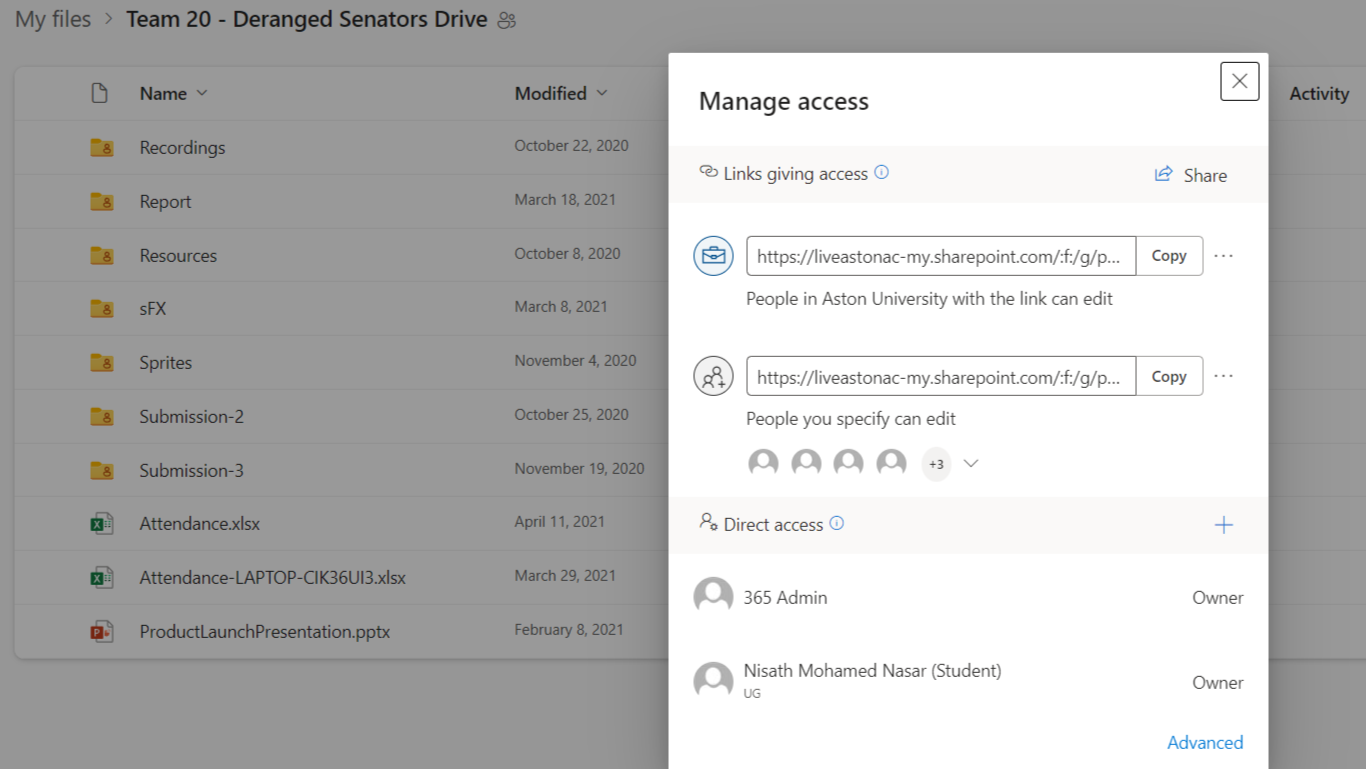 My files > Team 20 - Deranged Senators Drive
Name Modified Activity
Recordings October 22, 2020
Report March 18, 2021
Resources October 8, 2020
sFX March 8, 2021
Sprites November 4, 2020
Submission-2 October 25, 2020
Submission-3 November 19, 2020
Attendance.xlsx April 11, 2021
Attendance-LAPTOP-CIK36UI3.xlsx March 29, 2021
ProductLaunchPresentation.pptx February 8, 2021
Manage access
Links giving access Share
https://liveastonac-my.sharepoint.com/:f:/g/p... Copy ...
People in Aston University with the link can edit
https://liveastonac-my.sharepoint.com/:f:/g/p... Copy ...
People you specify can edit
+3
Direct access +
365 Admin Owner
Nisath Mohamed Nasar (Student) Owner
UG
Advanced